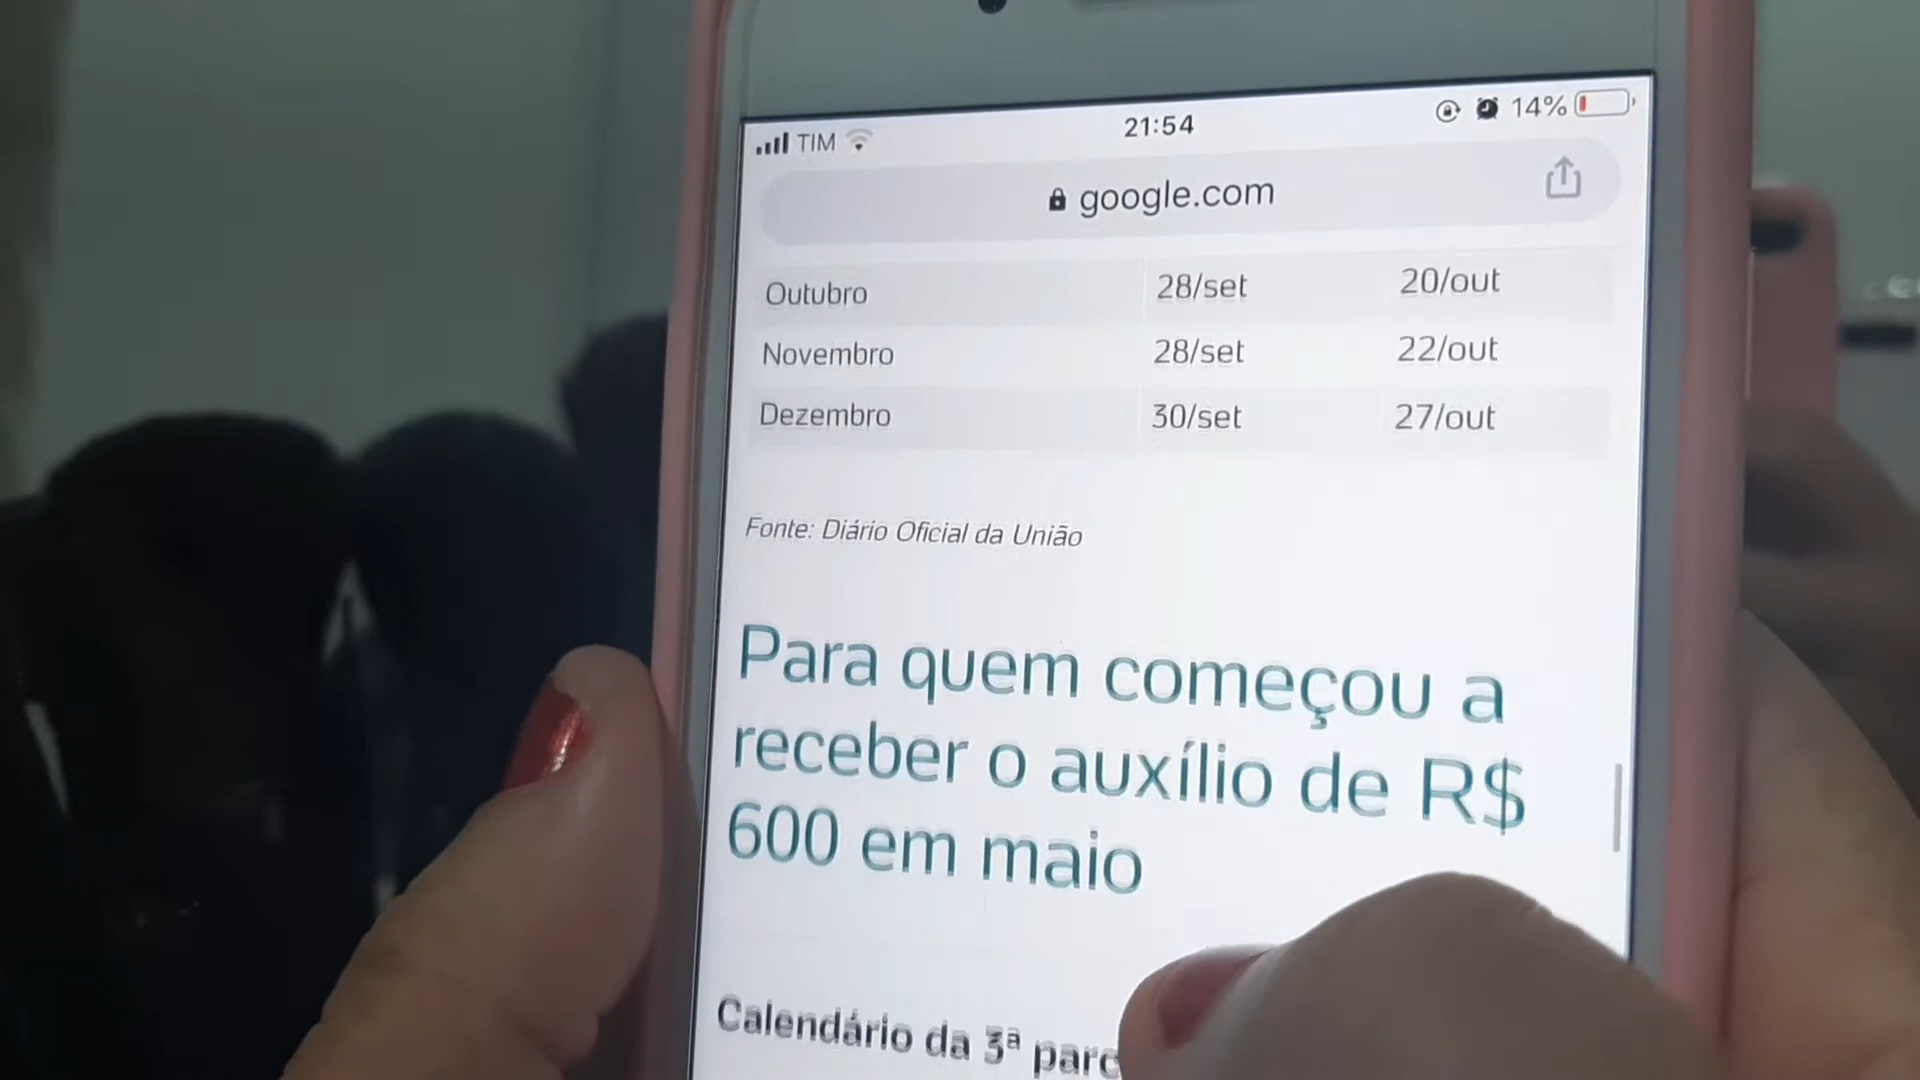 TIM 21:54 14%
google.com
Outubro 28/set 20/out
Novembro 28/set 22/out
Dezembro 30/set 27/out
Fonte: Diário Oficial da União
Para quem começou a
receber o auxílio de R$
600 em maio
Calendário da 3ª